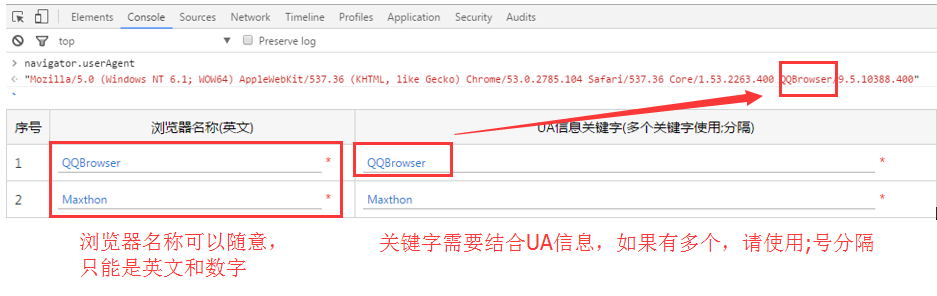 Elements Console Sources Network Timeline Profiles Application Security Audits
top Preserve log
> navigator.userAgent
"Mozilla/5.0 (Windows NT 6.1; WOW64) AppleWebKit/537.36 (KHTML, like Gecko) Chrome/53.0.2785.104 Safari/537.36 Core/1.53.2263.400 QQBrowser/9.5.10388.400"
序号 浏览器名称(英文) UA信息关键字(多个关键字使用:分隔)
1 QQBrowser * QQBrowser *
2 Maxthon * Maxthon *
浏览器名称可以随意， 关键字需要结合UA信息，如果有多个，请使用;号分隔
只能是英文和数字